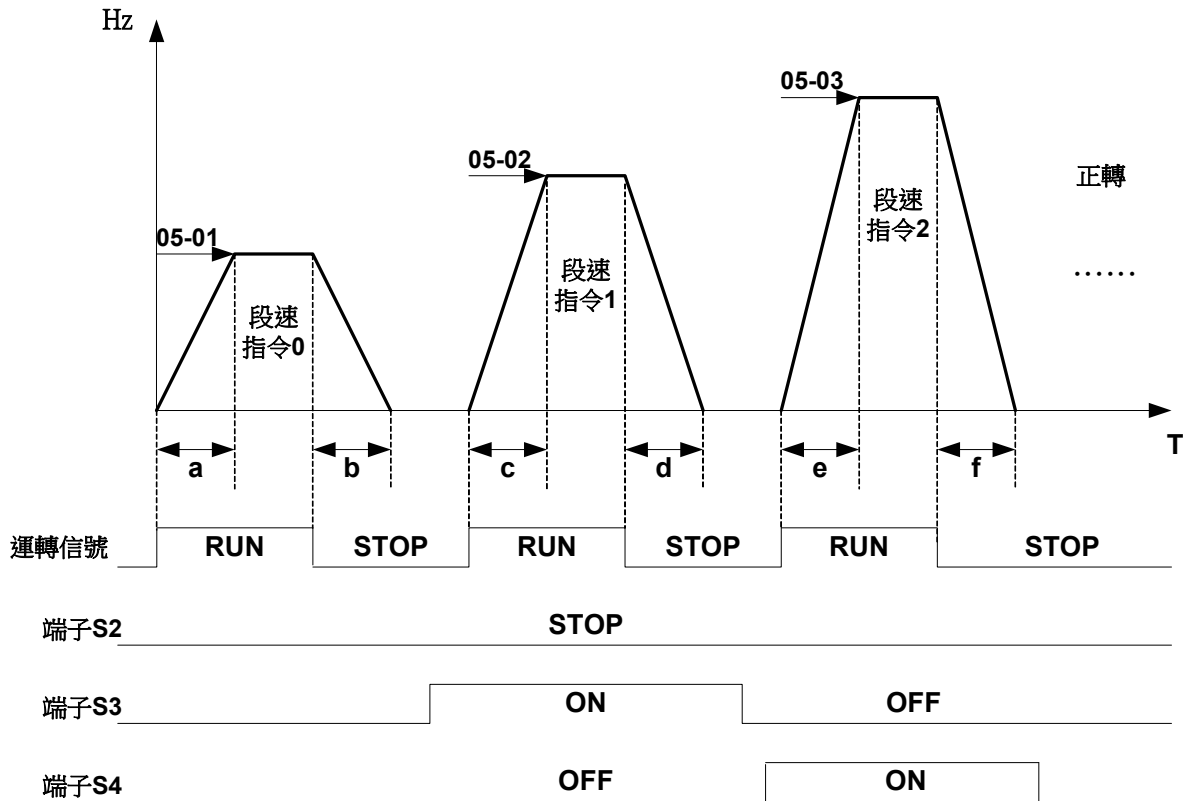 Hz
05-03
05-02
正轉
05-01
段速
指令2
……
段速
指令1
段速
指令0
T
a
b
c
d
e
f
運轉信號
RUN
STOP
RUN
STOP
RUN
STOP
端子S2
STOP
端子S3
ON
OFF
端子S4
OFF
ON